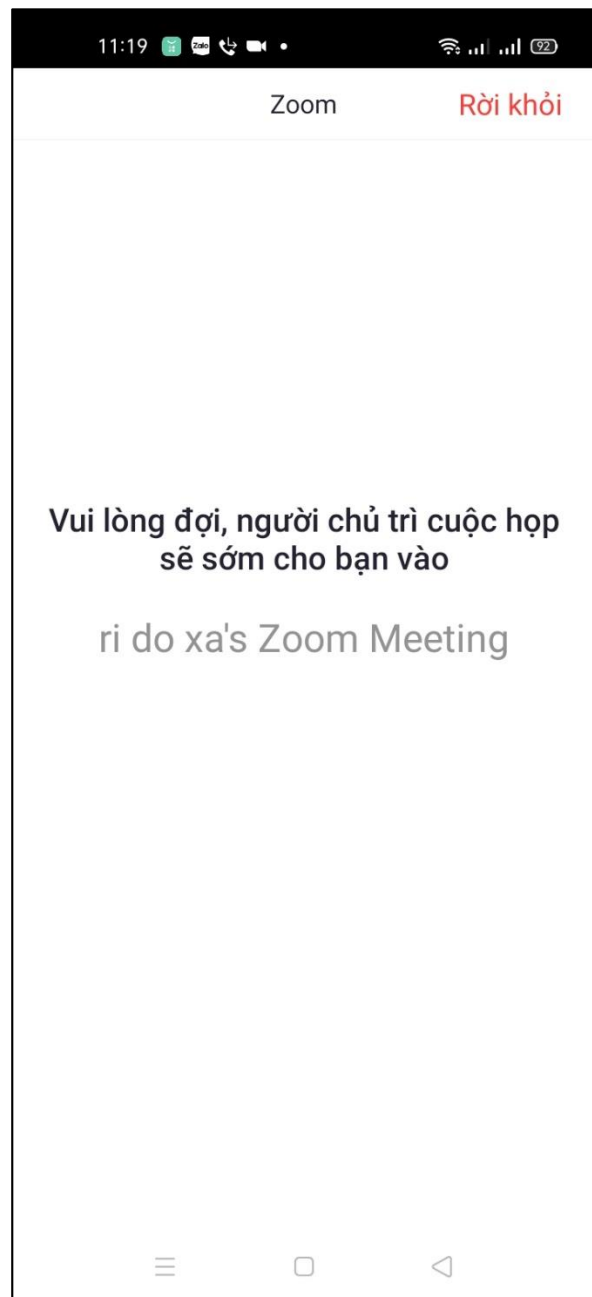 11:19 Zalo 92
Zoom Rời khỏi
Vui lòng đợi, người chủ trì cuộc họp
sẽ sớm cho bạn vào
ri do xa's Zoom Meeting